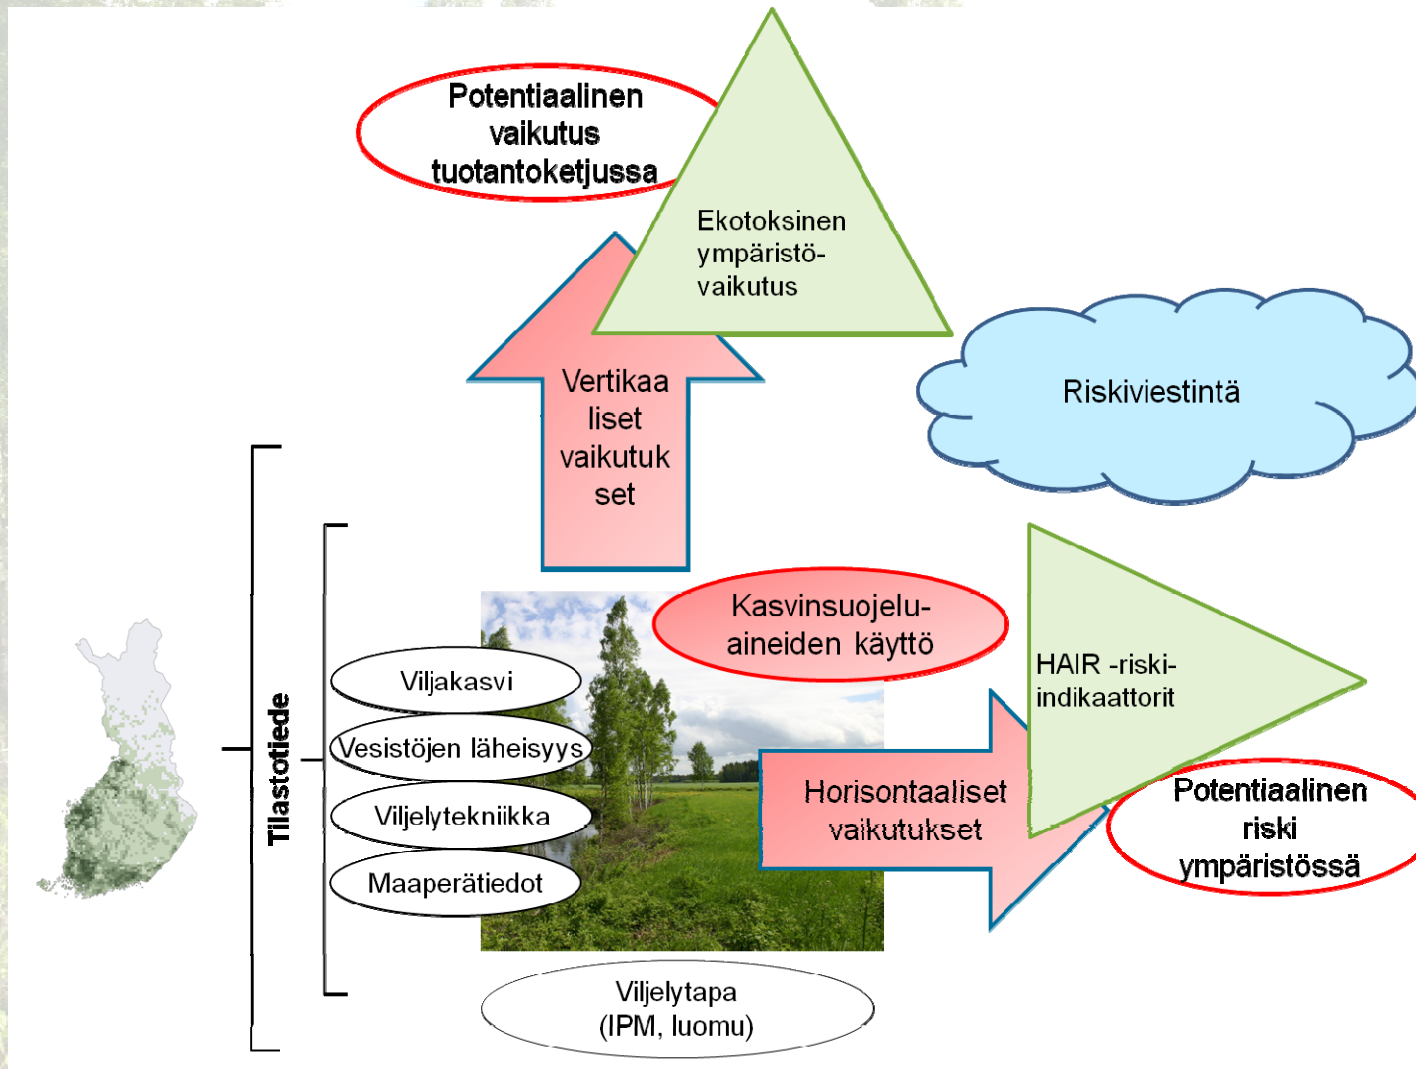 Potentiaalinen
vaikutus
tuotantoketjussa
Ekotoksinen
ympäristö-
vaikutus
Vertikaa
liset
vaikutuk
set
Riskiviestintä
Kasvinsuojelu-
aineiden käyttö
HAIR -riski-
indikaattorit
Tilastotiede
Viljakasvi
Vesistöjen läheisyys
Viljelytekniikka
Maaperätiedot
Horisontaaliset
vaikutukset
Potentiaalinen
riski
ympäristössä
Viljelytapa
(IPM, luomu)